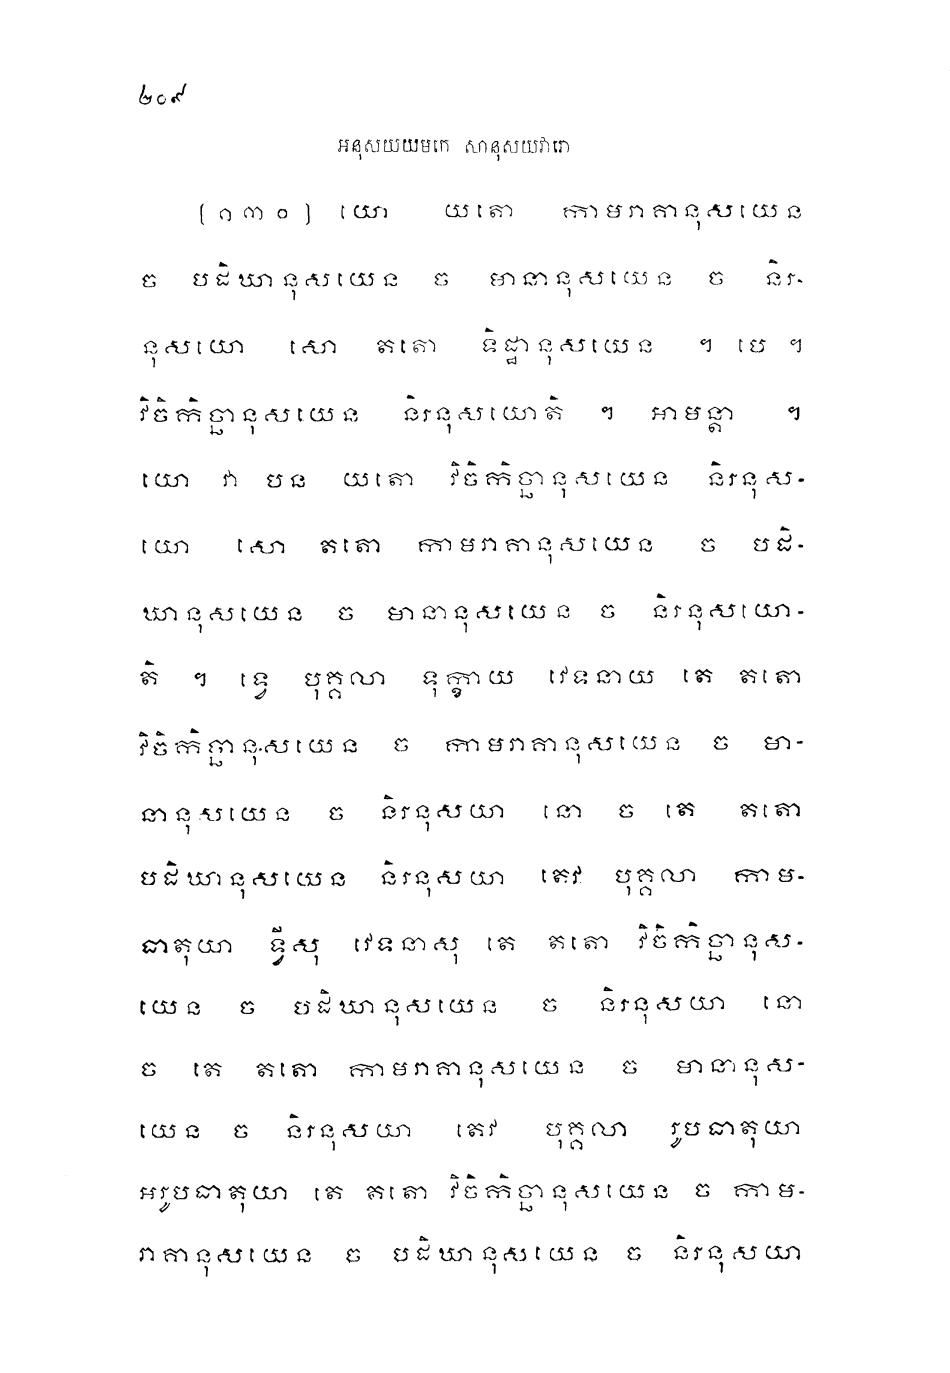 ២០៩
អនុសយយមកេ សានុសយវារោ
(១៣០) យោ យតោ កាមរាគានុសយេន
ច បដិឃានុសយេន ច មានានុសយេន ច និរ-
នុសយោ សោ តតោ ទិដ្ឋានុសយេន ។ បេ ។
វិចិកិច្ឆានុសយេន និរនុសយោតិ ។ អាមន្តា ។
យោ វា បន យតោ វិចិកិច្ឆានុសយេន និរនុស-
យោ សោ តតោ កាមរាគានុសយេន ច បដិ-
ឃានុសយេន ច មានានុសយេន ច និរនុសយោ-
តិ ។ ទ្វេ បុគ្គលា ទុក្ខាយ វេទនាយ តេ តតោ
វិចិកិច្ឆានុសយេន ច កាមរាគានុសយេន ច មា-
នានុសយេន ច និរនុសយា នោ ច តេ តតោ
បដិឃានុសយេន និរនុសយា តេវ បុគ្គលា កាម-
ធាតុយា ទ្វីសុ វេទនាសុ តេ តតោ វិចិកិច្ឆានុស-
យេន ច បដិឃានុសយេន ច និរនុសយា នោ
ច តេ តតោ កាមរាគានុសយេន ច មានានុស-
យេន ច និរនុសយា តេវ បុគ្គលា រូបធាតុយា
អរូបធាតុយា តេ តតោ វិចិកិច្ឆានុសយេន ច កាម-
រាគានុសយេន ច បដិឃានុសយេន ច និរនុសយា